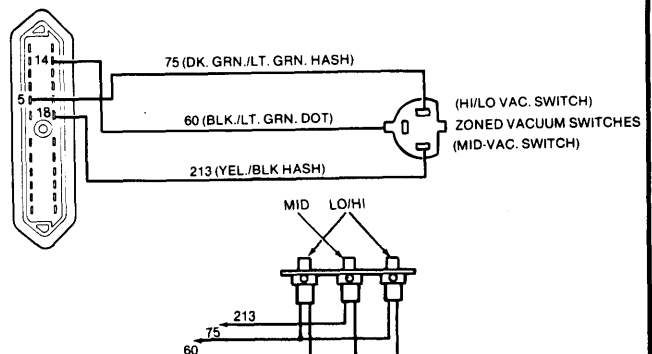 14
75 (DK. GRN./LT. GRN. HASH)
5
(HI/LO VAC. SWITCH)
18
60 (BLK./LT. GRN. DOT)
ZONED VACUUM SWITCHES
(MID-VAC. SWITCH)
213 (YEL./BLK HASH)
MID LO/HI
213
75
60